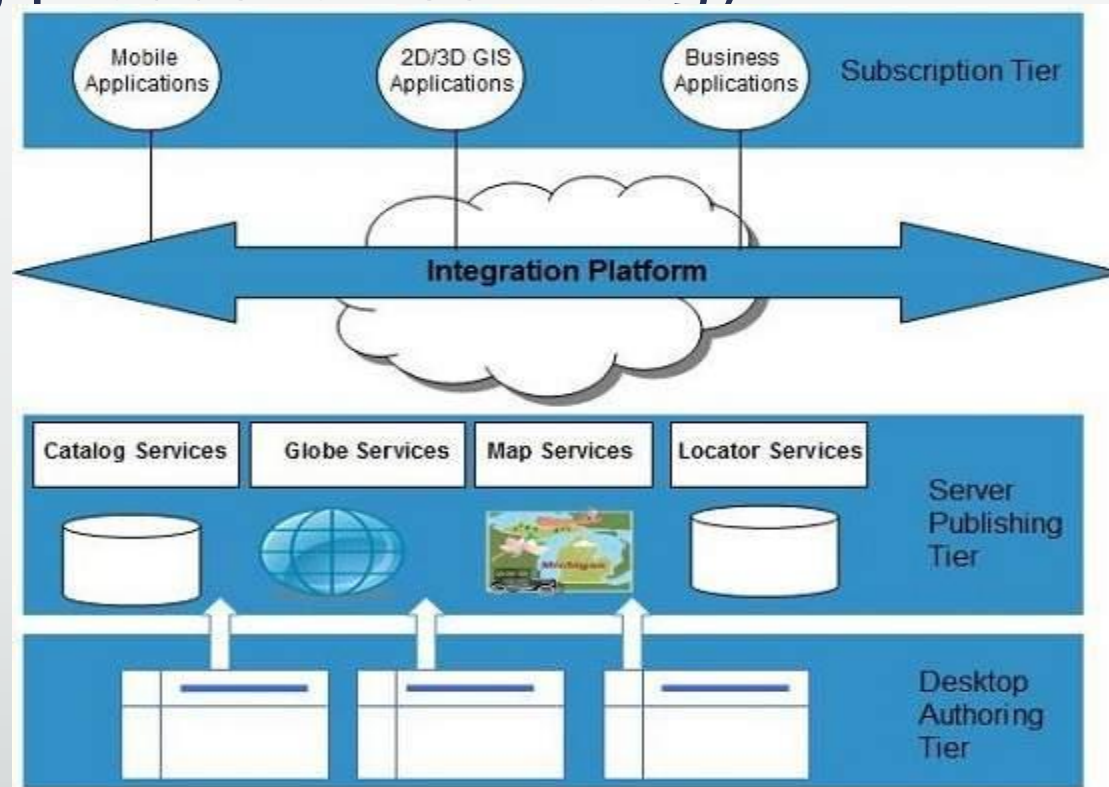 Mobile
Applications
2D/3D GIS
Applications
Business
Applications
Subscription Tier
Integration Platform
Catalog Services
Globe Services
Map Services
Locator Services
Server
Publishing
Tier
Michigan
Desktop
Authoring
Tier